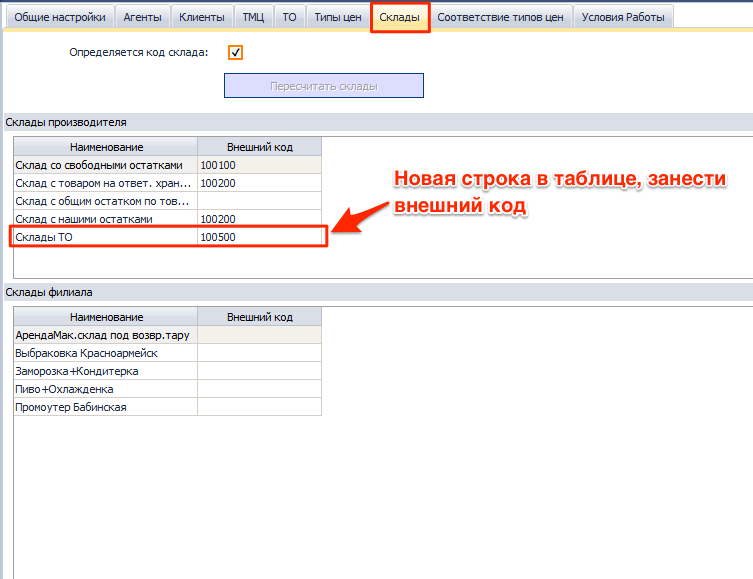 Общие настройки Агенты Клиенты ТМЦ ТО Типы цен Склады Соответствие типов цен Условия Работы
Определяется код склада:
Пересчитать склады
Склады производителя
Наименование Внешний код
Склад со свободными остатками 100100
Склад с товаром на ответ. хран... 100200
Склад с общим остатком по тов...
Склад с нашими остатками 100200
Склады ТО 100500
Новая строка в таблице, занести
внешний код
Склады филиала
Наименование Внешний код
АрендаМак.склад под возвр.тару
Выбраковка Красноармейск
Заморозка+Кондитерка
Пиво+Охлажденка
Промоутер Бабинская